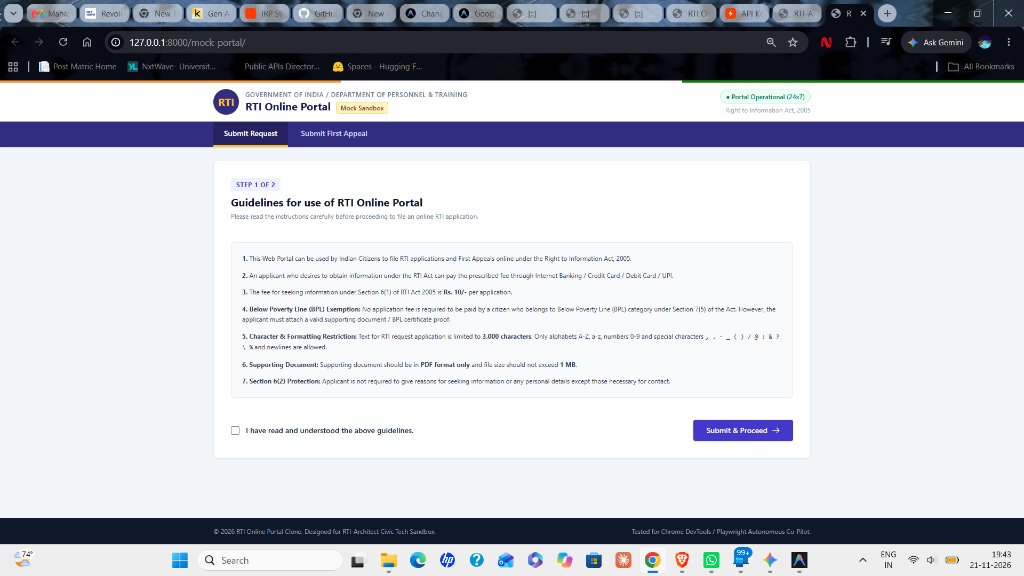 Maha
Revoli
New
Gen A
IRP St
GitHu
New
Chang
Goog
[:]
[:]
[:]
RTI O
API K
RTI-A
R
127.0.0.1:8000/mock-portal/
Ask Gemini
Post Matric Home
NxtWave- Universit...
Public APIs Director...
Spaces - Hugging F...
All Bookmarks
RTI
GOVERNMENT OF INDIA / DEPARTMENT OF PERSONNEL & TRAINING
RTI Online Portal
Mock Sandbox
● Portal Operational (24x7)
Right to Information Act, 2005
Submit Request
Submit First Appeal
STEP 1 OF 2
Guidelines for use of RTI Online Portal
Please read the instructions carefully before proceeding to file an online RTI application.
1. This Web Portal can be used by Indian Citizens to file RTI applications and First Appeals online under the Right to Information Act, 2005.
2. An applicant who desires to obtain information under the RTI Act can pay the prescribed fee through Internet Banking / Credit Card / Debit Card / UPI.
3. The fee for seeking information under Section 6(1) of RTI Act 2005 is Rs. 10/- per application.
4. Below Poverty Line (BPL) Exemption: No application fee is required to be paid by a citizen who belongs to Below Poverty Line (BPL) category under Section 7(5) of the Act. However, the
applicant must attach a valid supporting document / BPL certificate proof.
5. Character & Formatting Restriction: Text for RTI request application is limited to 3,000 characters. Only alphabets A-Z, a-z, numbers 0-9 and special characters , . - _ ( ) / @ : & ?
\ % and newlines are allowed.
6. Supporting Document: Supporting document should be in PDF format only and file size should not exceed 1 MB.
7. Section 6(2) Protection: Applicant is not required to give reasons for seeking information or any personal details except those necessary for contact.
I have read and understood the above guidelines.
Submit & Proceed →
© 2026 RTI Online Portal Clone. Designed for RTI Architect Civic Tech Sandbox.
Tested for Chrome DevTools / Playwright Autonomous Co-Pilot.
74°
Search
99+
ENG
IN
19:43
21-11-2026